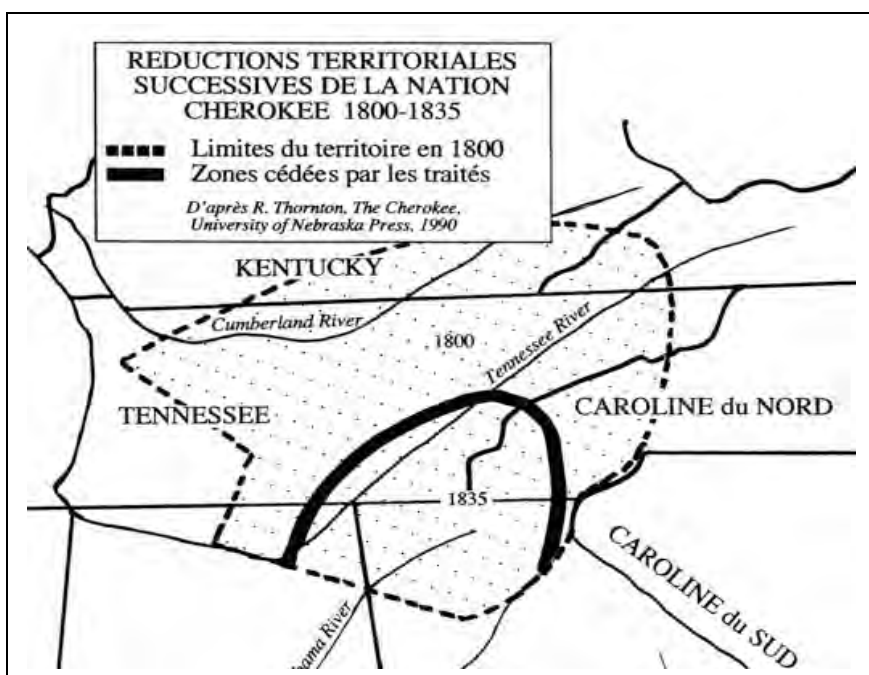 REDUCTIONS TERRITORIALES
SUCCESSIVES DE LA NATION
CHEROKEE 1800-1835
Limites du territoire en 1800
Zones cédées par les traités
D'après R. Thornton, The Cherokee,
University of Nebraska Press, 1990
KENTUCKY
Cumberland River
1800
Tennessee River
TENNESSEE
CAROLINE du NORD
1835
CAROLINE du SUD
River